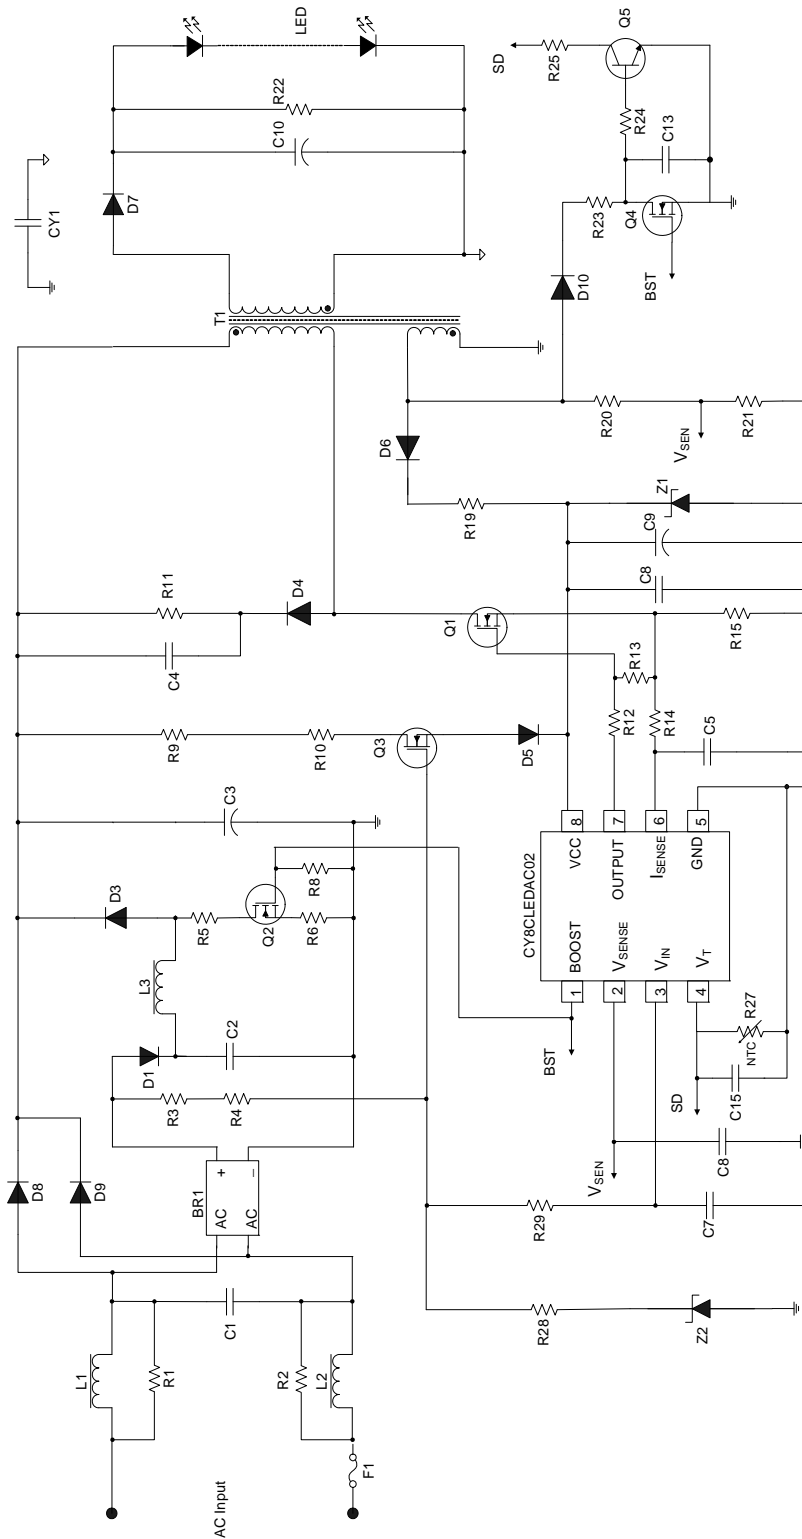 AC Input
F1
L1
R1
R2
L2
C1
D8
D9
BR1
AC
AC
+
−
R3
R4
D1
C2
L3
D3
R5
Q2
R6
R8
C3
R9
R10
Q3
D5
C4
R11
D4
Q1
R12
R13
R14
R15
C5
D6
R19
C8
C9
Z1
T1
CY1
D7
C10
R22
LED
D10
R20
VSEN
R21
R23
Q4
BST
R24
C13
SD
R25
Q5
R28
Z2
R29
C7
VSEN
C8
SD
C15
NTC
R27
BST
CY8CLEDAC02
1
BOOST
VCC
8
2
VSENSE
OUTPUT
7
3
VIN
ISENSE
6
4
VT
GND
5